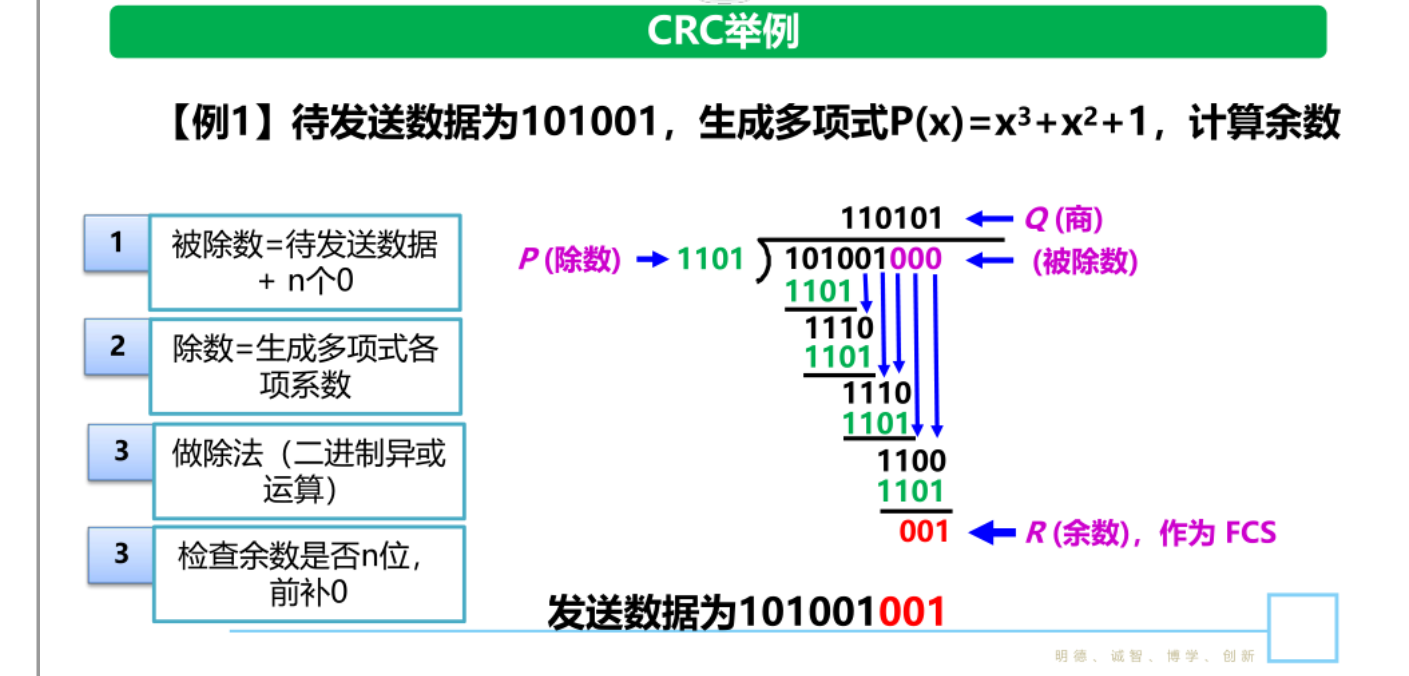 CRC举例
【例1】待发送数据为101001，生成多项式P(x)=x³+x²+1，计算余数
1
被除数=待发送数据
+ n个0
2
除数=生成多项式各
项系数
3
做除法（二进制异或
运算）
3
检查余数是否n位，
前补0
110101 Q (商)
P (除数) 1101 101001000 (被除数)
1101
1110
1101
1110
1101
1100
1101
001 R (余数)，作为 FCS
发送数据为101001001
明德、诚智、博学、创新